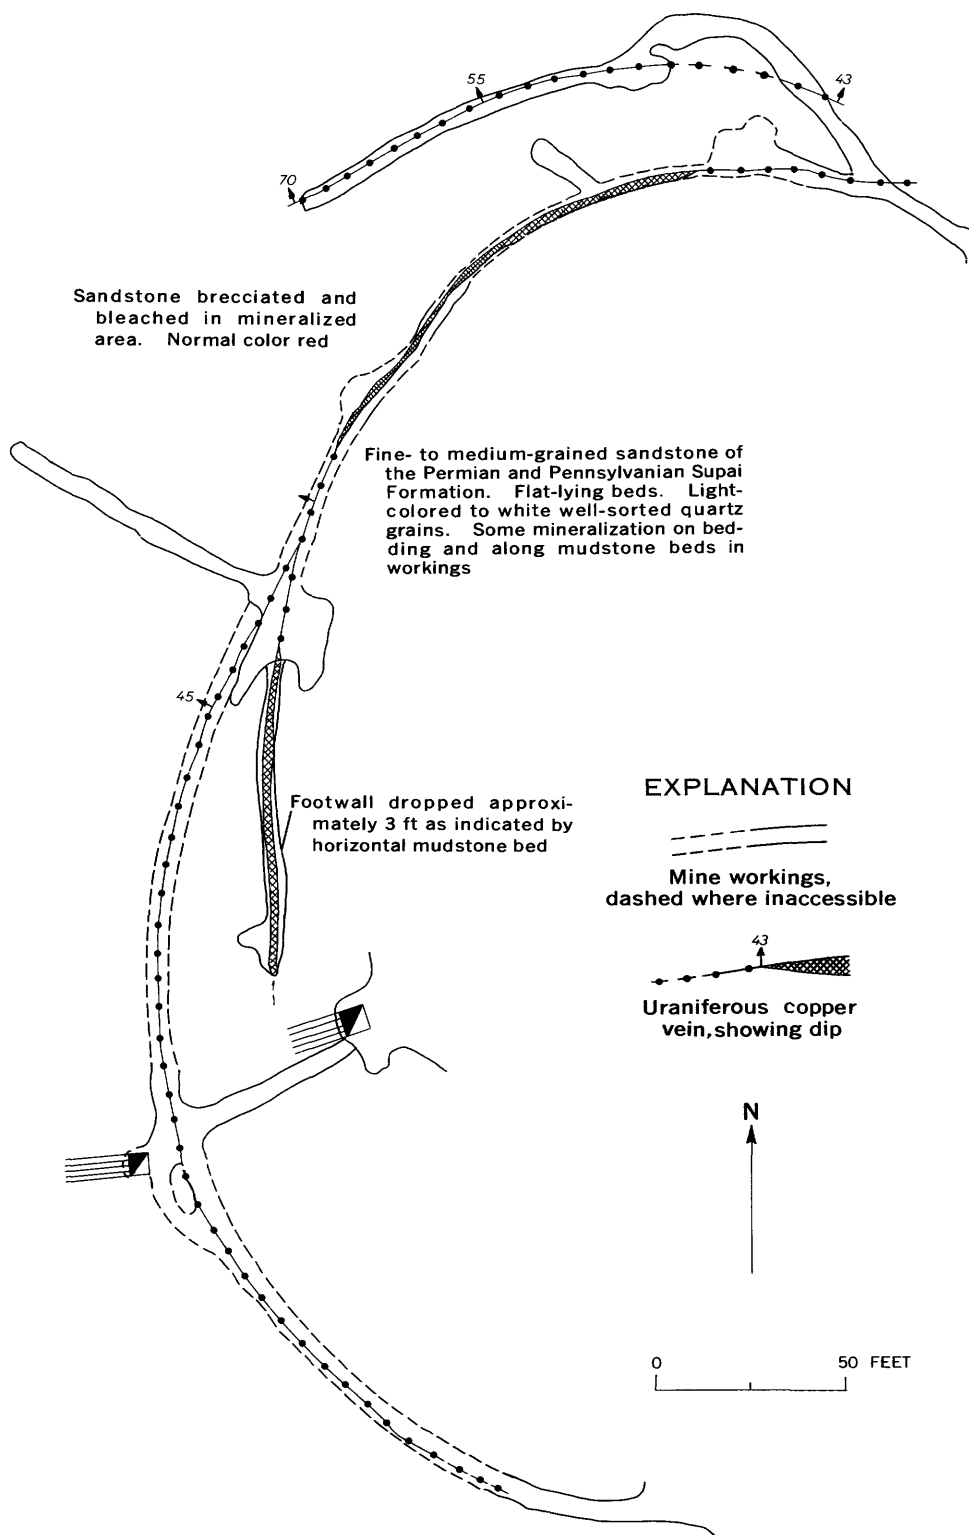 55
43
70
Sandstone brecciated and
bleached in mineralized
area. Normal color red
Fine- to medium-grained sandstone of
the Permian and Pennsylvanian Supai
Formation. Flat-lying beds. Light-
colored to white well-sorted quartz
grains. Some mineralization on bed-
ding and along mudstone beds in
workings
45
Footwall dropped approxi-
mately 3 ft as indicated by
horizontal mudstone bed
EXPLANATION
Mine workings,
dashed where inaccessible
43
Uraniferous copper
vein, showing dip
N
0 50 FEET